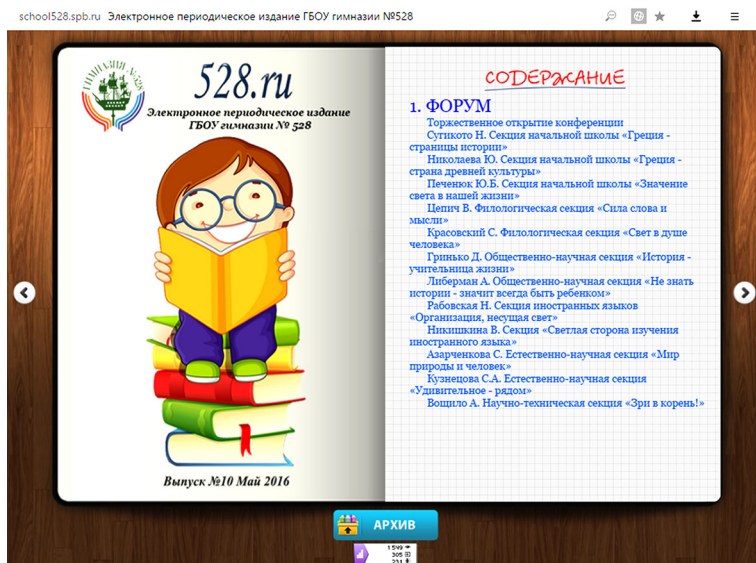 school528.spb.ru Электронное периодическое издание ГБОУ гимназии №528
ГИМНАЗИЯ №528
528.ru
Электронное периодическое издание
ГБОУ гимназии № 528
Выпуск №10 Май 2016
СОДЕРЖАНИЕ
1. ФОРУМ
Торжественное открытие конференции
Сугикото Н. Секция начальной школы «Греция -
страницы истории»
Николаева Ю. Секция начальной школы «Греция -
страна древней культуры»
Печенюк Ю.Б. Секция начальной школы «Значение
света в нашей жизни»
Цепич В. Филологическая секция «Сила слова и
мысли»
Красовский С. Филологическая секция «Свет в душе
человека»
Гринько Д. Общественно-научная секция «История -
учительница жизни»
Либерман А. Общественно-научная секция «Не знать
истории - значит всегда быть ребенком»
Рабовская Н. Секция иностранных языков
«Организация, несущая свет»
Никишкина В. Секция «Светлая сторона изучения
иностранного языка»
Азарченкова С. Естественно-научная секция «Мир
природы и человек»
Кузнецова С.А. Естественно-научная секция
«Удивительное - рядом»
Вощило А. Научно-техническая секция «Зри в корень!»
АРХИВ
1 549
305
231